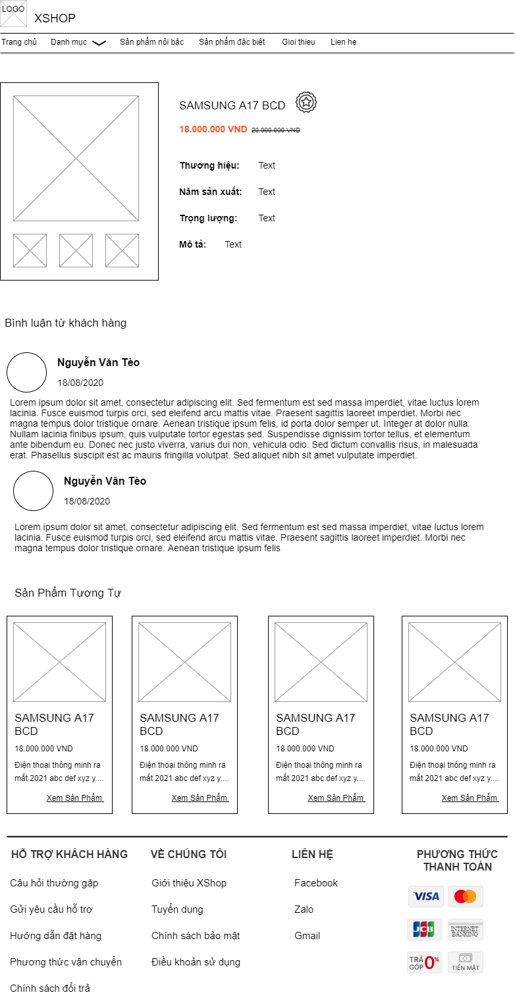 LOGO
XSHOP
Trang chủ Danh mục Sản phẩm nôi bậc Sản phẩm đặc biệt Gioi thieu Lien he
SAMSUNG A17 BCD
18.000.000 VND 20.000.000 VND
Thương hiệu: Text
Năm sản xuất: Text
Trọng lượng: Text
Mô tả: Text
Bình luận từ khách hàng
Nguyễn Văn Tèo
18/08/2020
Lorem ipsum dolor sit amet, consectetur adipiscing elit. Sed fermentum est sed massa imperdiet, vitae luctus lorem
lacinia. Fusce euismod turpis orci, sed eleifend arcu mattis vitae. Praesent sagittis laoreet imperdiet. Morbi nec
magna tempus dolor tristique ornare. Aenean tristique ipsum felis, id porta dolor semper ut. Integer at dolor nulla.
Nullam lacinia finibus ipsum, quis vulputate tortor egestas sed. Suspendisse dignissim tortor tellus, et elementum
ante bibendum eu. Donec nec justo viverra, varius dui non, vehicula odio. Sed dictum convallis risus, in malesuada
erat. Phasellus suscipit est ac mauris fringilla volutpat. Sed aliquet nibh sit amet vulputate imperdiet.
Nguyễn Văn Tèo
18/08/2020
Lorem ipsum dolor sit amet, consectetur adipiscing elit. Sed fermentum est sed massa imperdiet, vitae luctus lorem
lacinia. Fusce euismod turpis orci, sed eleifend arcu mattis vitae. Praesent sagittis laoreet imperdiet. Morbi nec
magna tempus dolor tristique ornare. Aenean tristique ipsum felis
Sản Phẩm Tương Tự
SAMSUNG A17
BCD
18.000.000 VND
Điện thoại thông minh ra
mắt 2021 abc def xyz y....
Xem Sản Phẩm
SAMSUNG A17
BCD
18.000.000 VND
Điện thoại thông minh ra
mắt 2021 abc def xyz y....
Xem Sản Phẩm
SAMSUNG A17
BCD
18.000.000 VND
Điện thoại thông minh ra
mắt 2021 abc def xyz y....
Xem Sản Phẩm
SAMSUNG A17
BCD
18.000.000 VND
Điện thoại thông minh ra
mắt 2021 abc def xyz y....
Xem Sản Phẩm
HỖ TRỢ KHÁCH HÀNG
Câu hỏi thường gặp
Gửi yêu cầu hỗ trợ
Hướng dẫn đặt hàng
Phương thức vận chuyển
Chính sách đổi trả
VỀ CHÚNG TÔI
Giới thiệu XShop
Tuyển dụng
Chính sách bảo mật
Điều khoản sử dụng
LIÊN HỆ
Facebook
Zalo
Gmail
PHƯƠNG THỨC
THANH TOÁN
VISA
JCB
INTERNET
BANKING
TRẢ
GÓP 0%
TIỀN MẶT